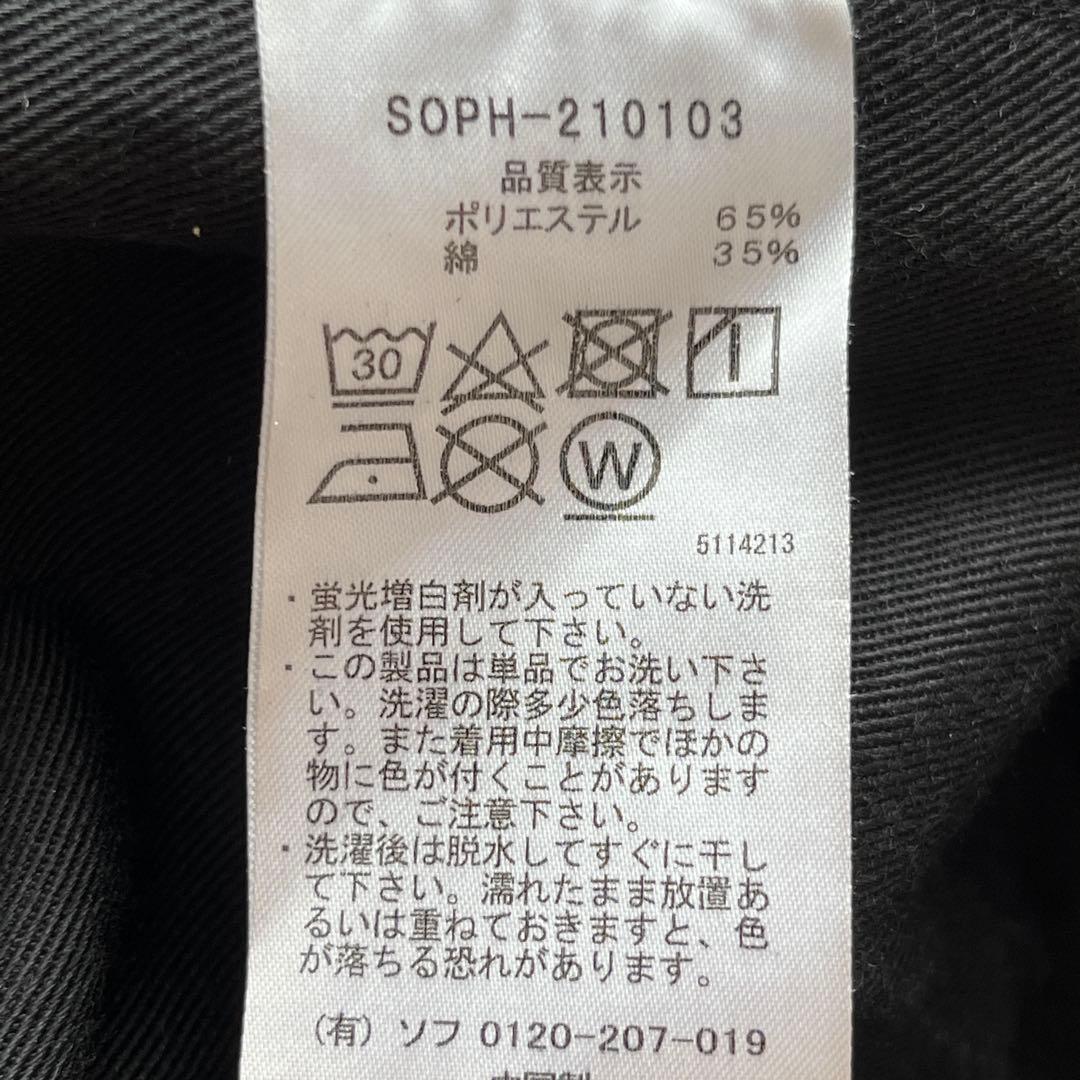 SOPH-210103
品質表示
ポリエステル 65%
綿 35%
30
W
5114213
・蛍光増白剤が入っていない洗
剤を使用して下さい。
・この製品は単品でお洗い下さ
い。洗濯の際多少色落ちしま
す。また着用中摩擦でほかの
物に色が付くことがあります
ので、ご注意下さい。
・洗濯後は脱水してすぐに干し
て下さい。濡れたまま放置あ
るいは重ねておきますと、色
が落ちる恐れがあります。
(有) ソフ 0120-207-019
中国製